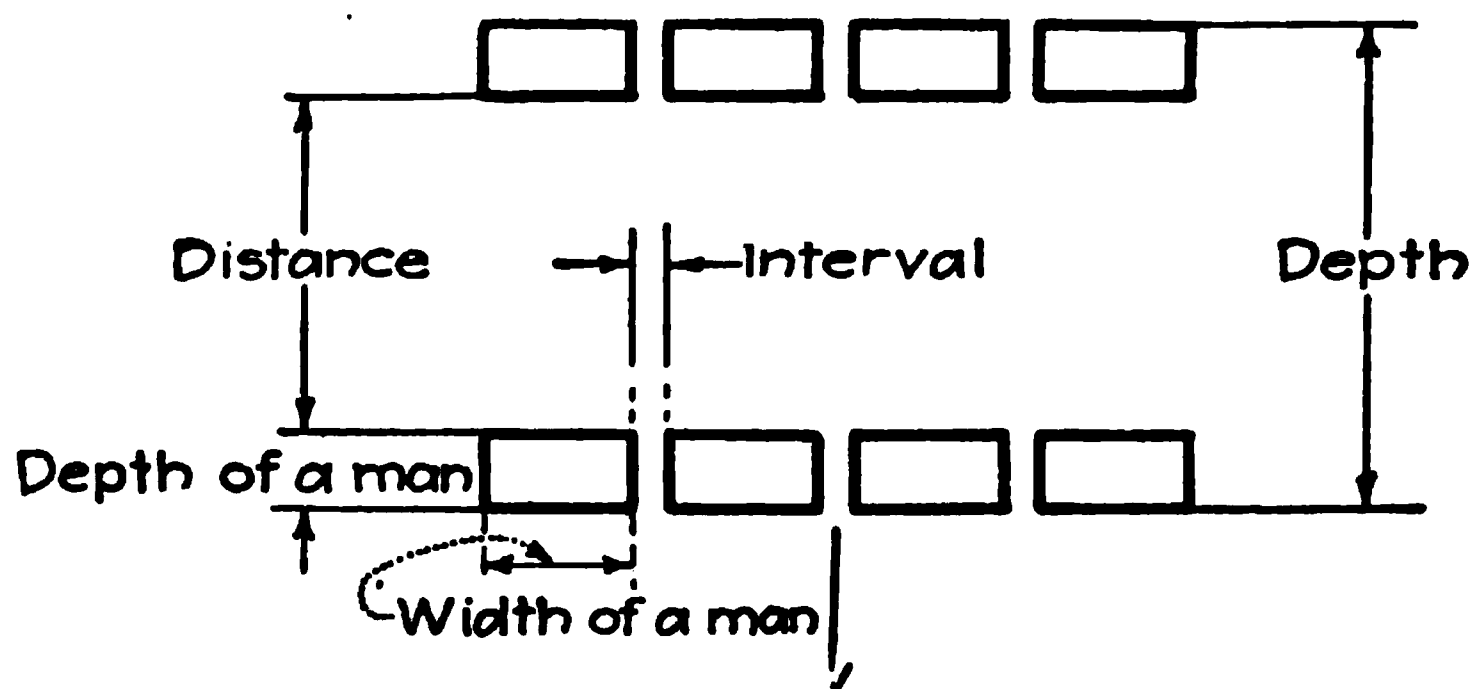 Distance
Interval
Depth
Depth of a man
Width of a man